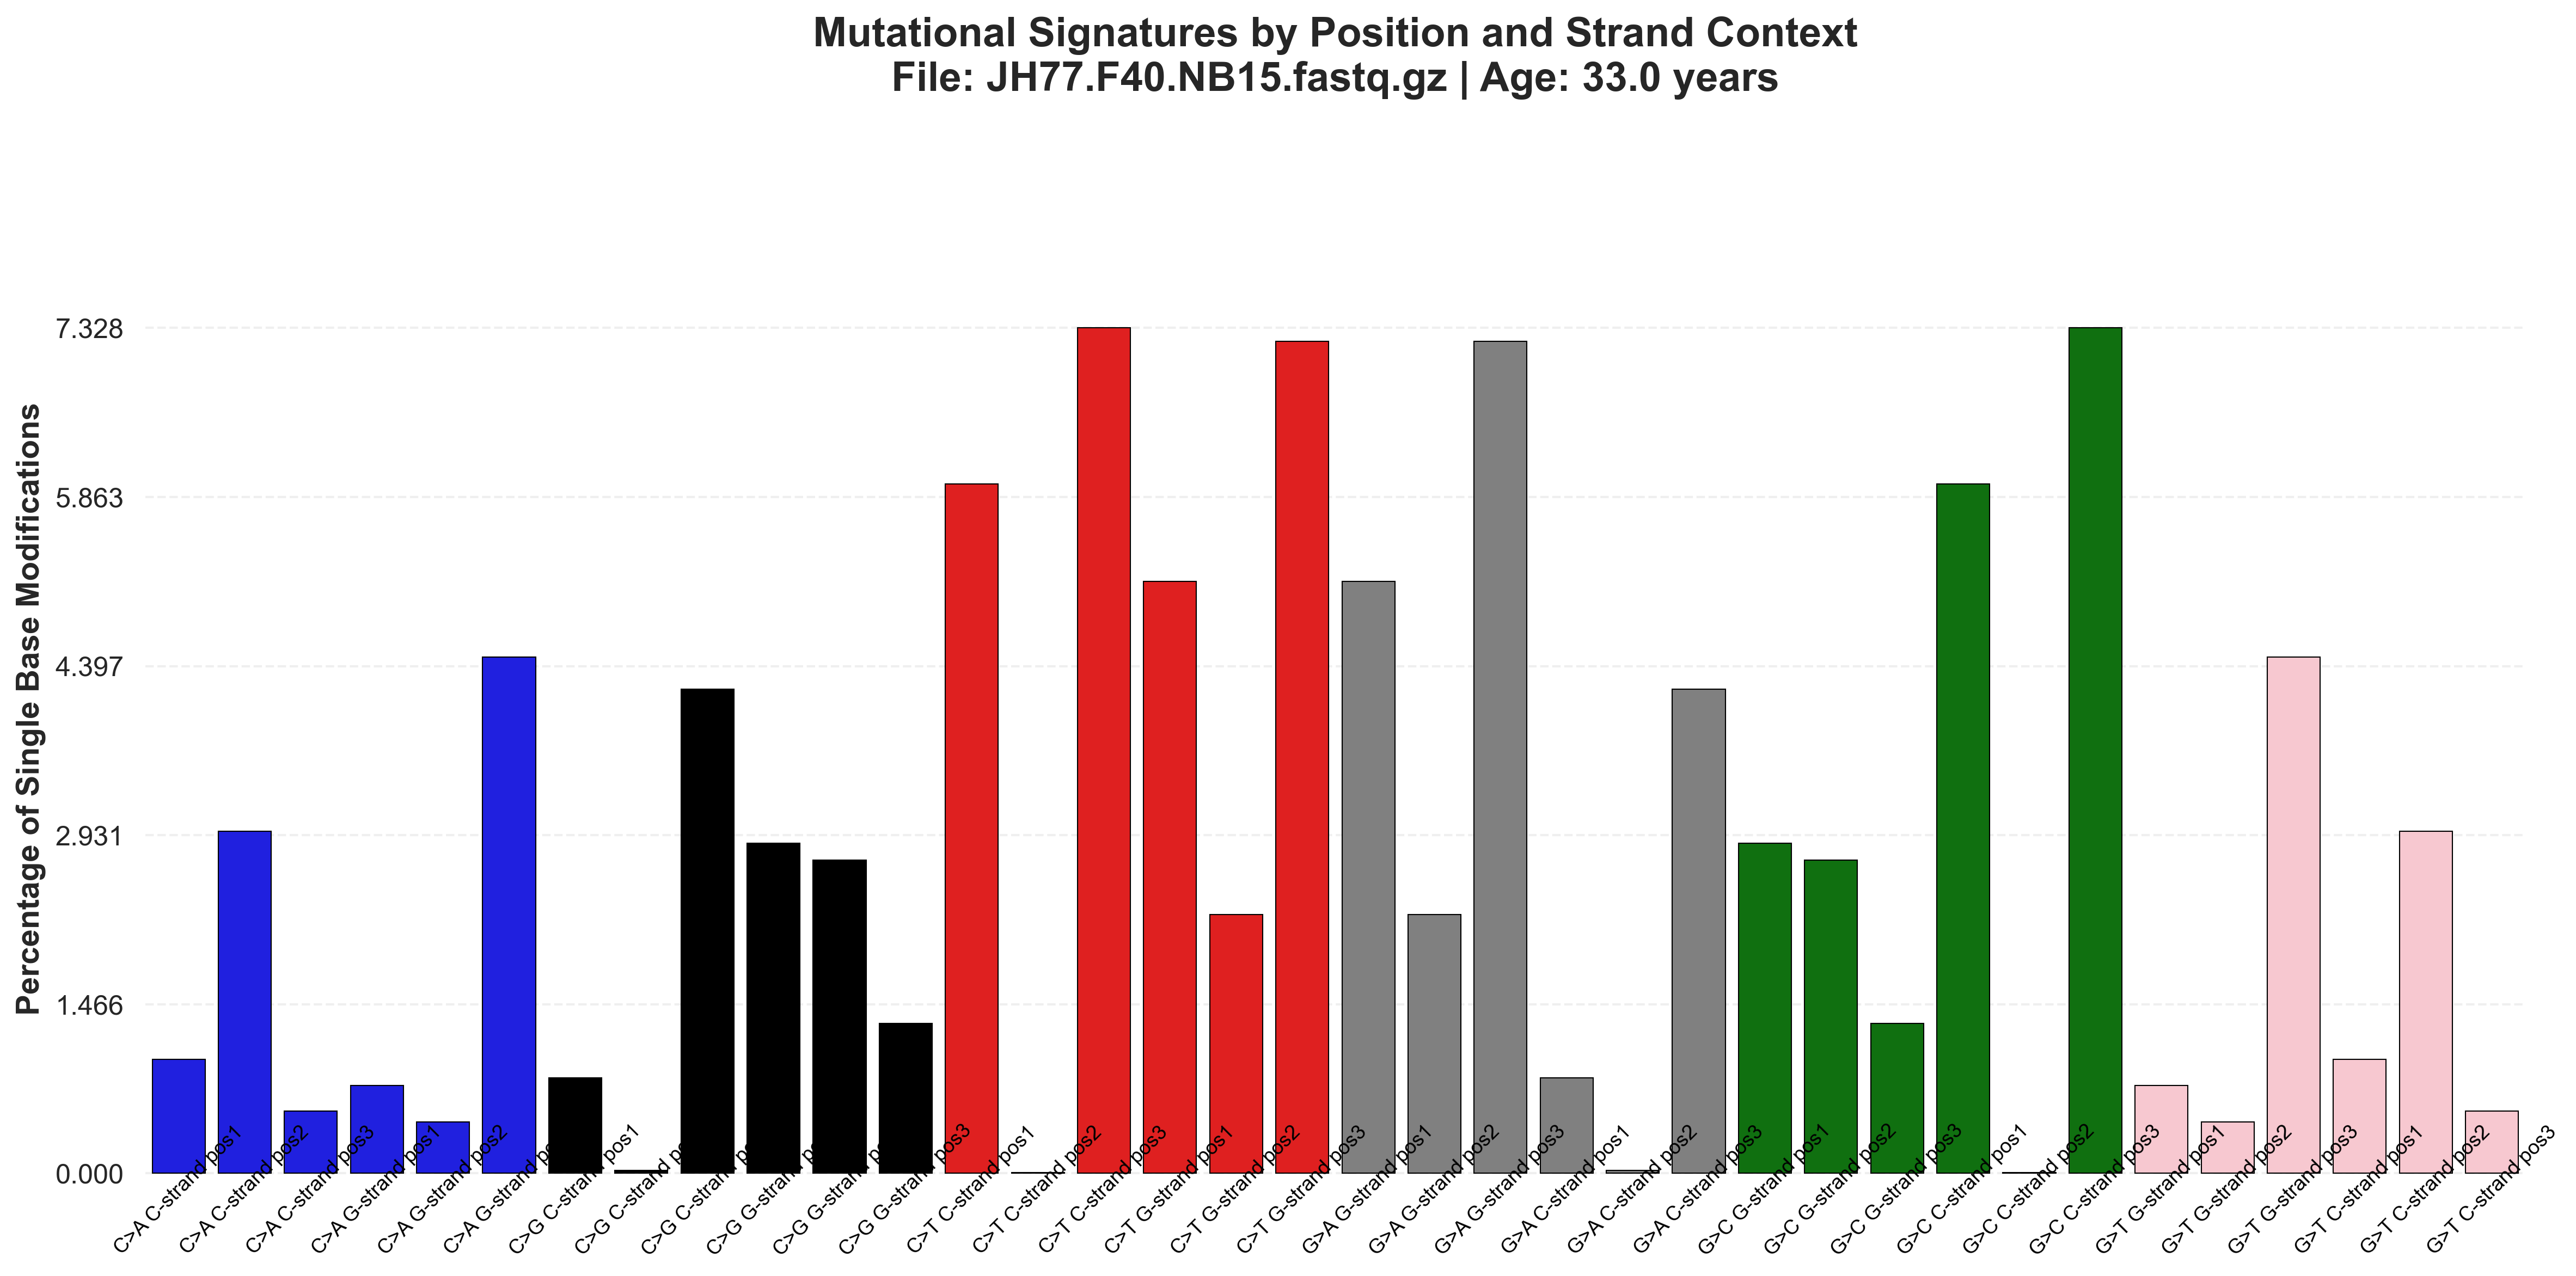 Mutational Signatures by Position and Strand Context
File: JH77.F40.NB15.fastq.gz | Age: 33.0 years
Percentage of Single Base Modifications
7.328
5.863
4.397
2.931
1.466
0.000
C>A C-strand pos1
C>A C-strand pos2
C>A C-strand pos3
C>A G-strand pos1
C>A G-strand pos2
C>A G-strand
C>G C-strand pos1
C>G C-strand
C>G C-strand
C>G G-strand
C>G G-strand
C>G G-strand pos3
C>T C-strand pos1
C>T C-strand pos2
C>T C-strand pos3
C>T G-strand pos1
C>T G-strand pos2
C>T G-strand pos3
G>A G-strand pos1
G>A G-strand pos2
G>A G-strand pos3
G>A C-strand pos1
G>A C-strand pos2
G>A C-strand pos3
G>C G-strand pos1
G>C G-strand pos2
G>C G-strand pos3
G>C C-strand pos1
G>C C-strand pos2
G>C C-strand pos3
G>T G-strand pos1
G>T G-strand pos2
G>T G-strand pos3
G>T C-strand pos1
G>T C-strand pos2
G>T C-strand pos3